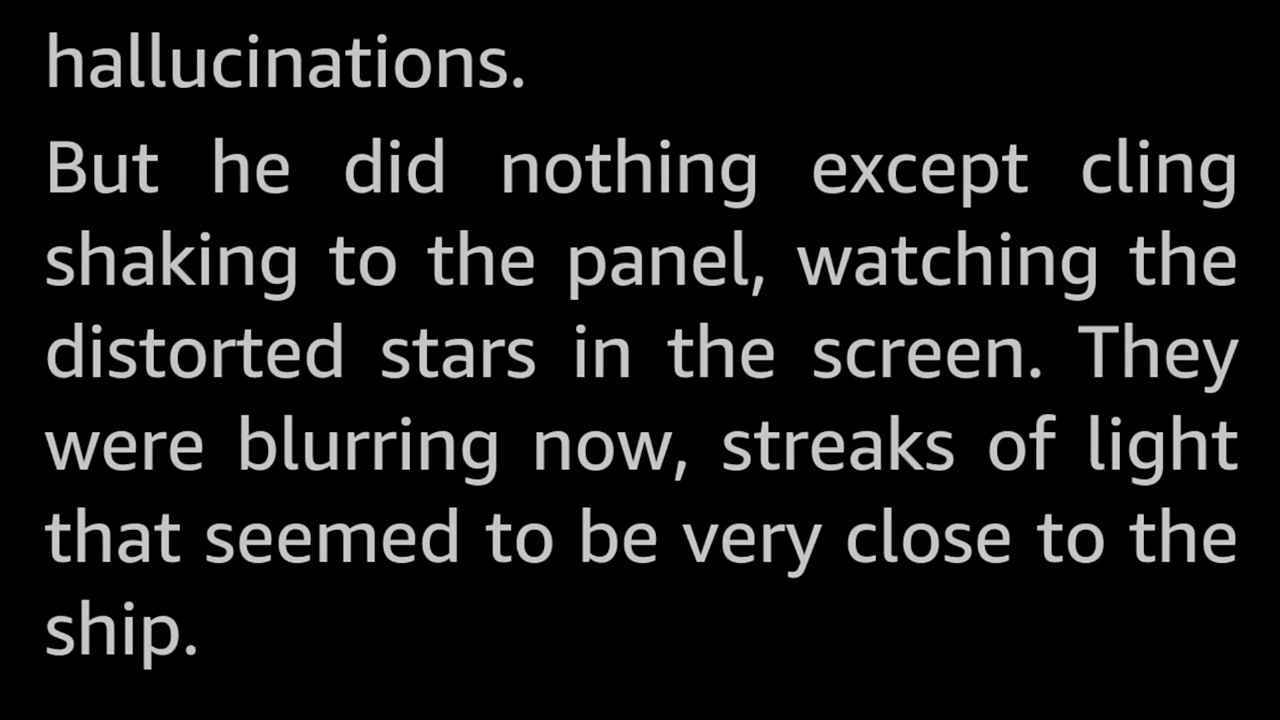 hallucinations.
But he did nothing except cling
shaking to the panel, watching the
distorted stars in the screen. They
were blurring now, streaks of light
that seemed to be very close to the
ship.